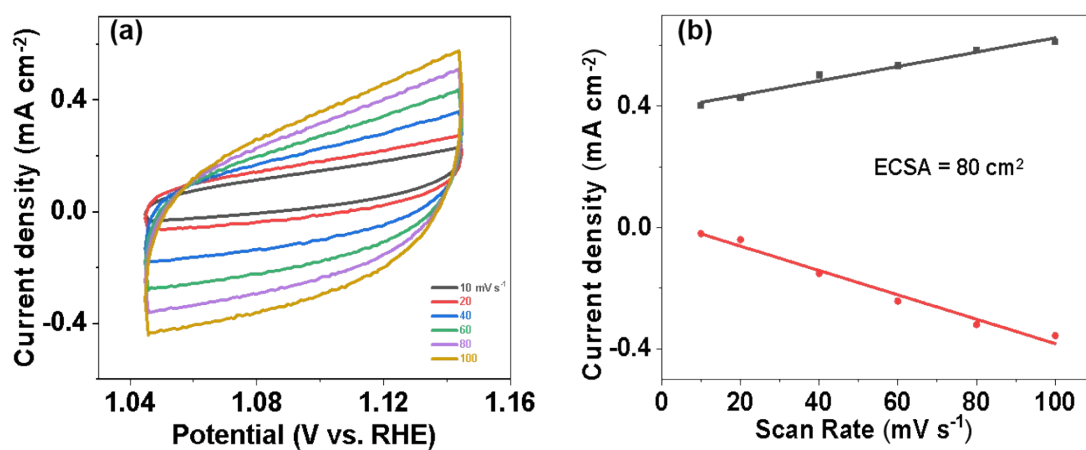 (a)
Current density (mA cm-2)
0.4
0.0
-0.4
10 mV s-1
20
40
60
80
100
1.04
1.08
1.12
1.16
Potential (V vs. RHE)
(b)
Current density (mA cm-2)
0.4
0.0
-0.4
ECSA = 80 cm2
20
40
60
80
100
Scan Rate (mV s-1)